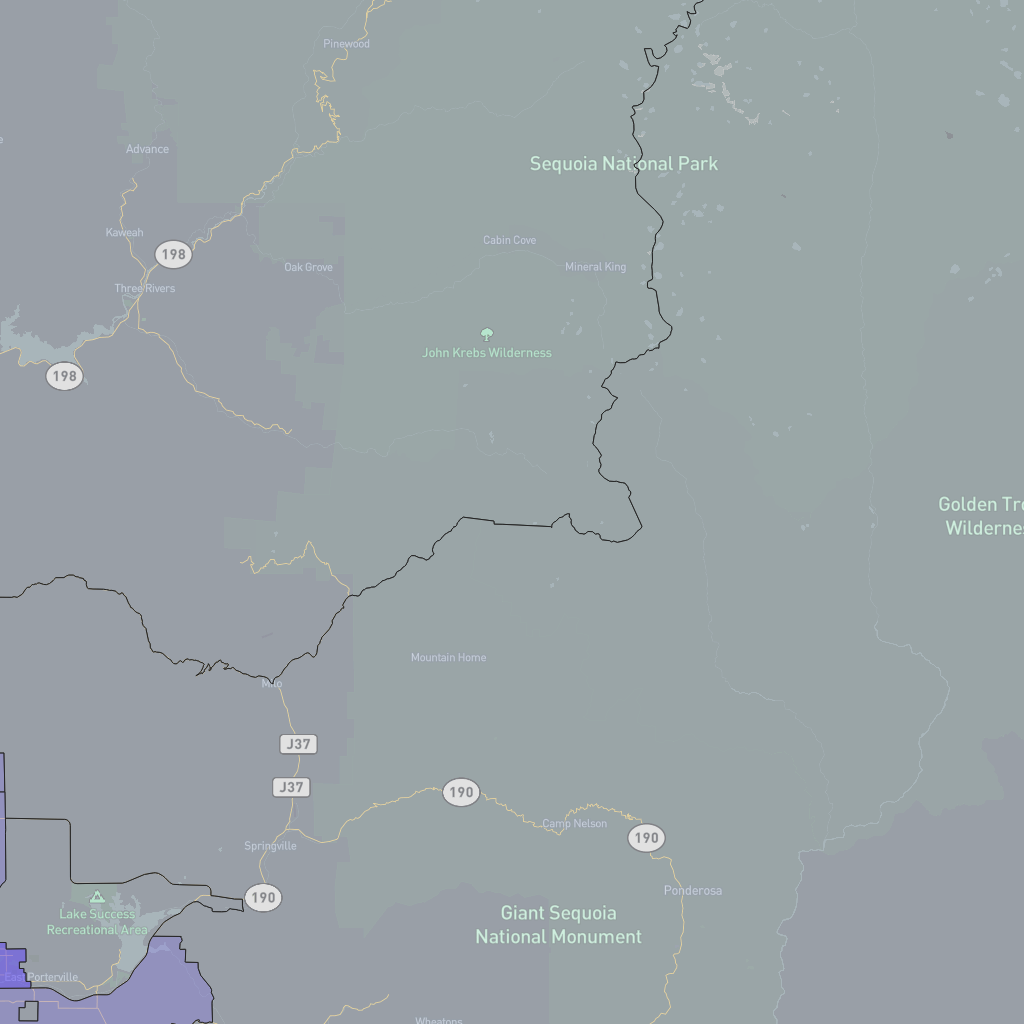 Pinewood
Advance
Sequoia National Park
Kaweah
198
Cabin Cove
Oak Grove
Mineral King
Three Rivers
John Krebs Wilderness
198
Golden Tro
Wilderness
Mountain Home
Milo
J37
J37
190
Camp Nelson
190
Springville
Ponderosa
190
Lake Success
Recreational Area
Giant Sequoia
National Monument
East Porterville
Wheatons